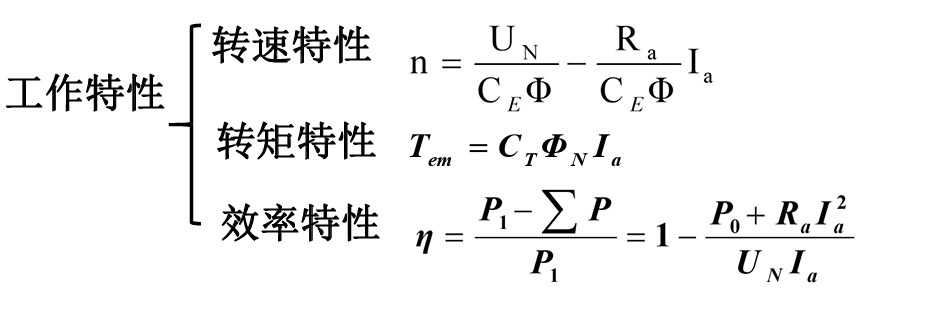 工作特性
转速特性 n = U_N / C_EΦ − R_a / C_EΦ I_a
转矩特性 T_em = C_T Φ_N I_a
效率特性 η = (P_1 − ∑ P) / P_1 = 1 − (P_0 + R_a I_a^2) / (U_N I_a)